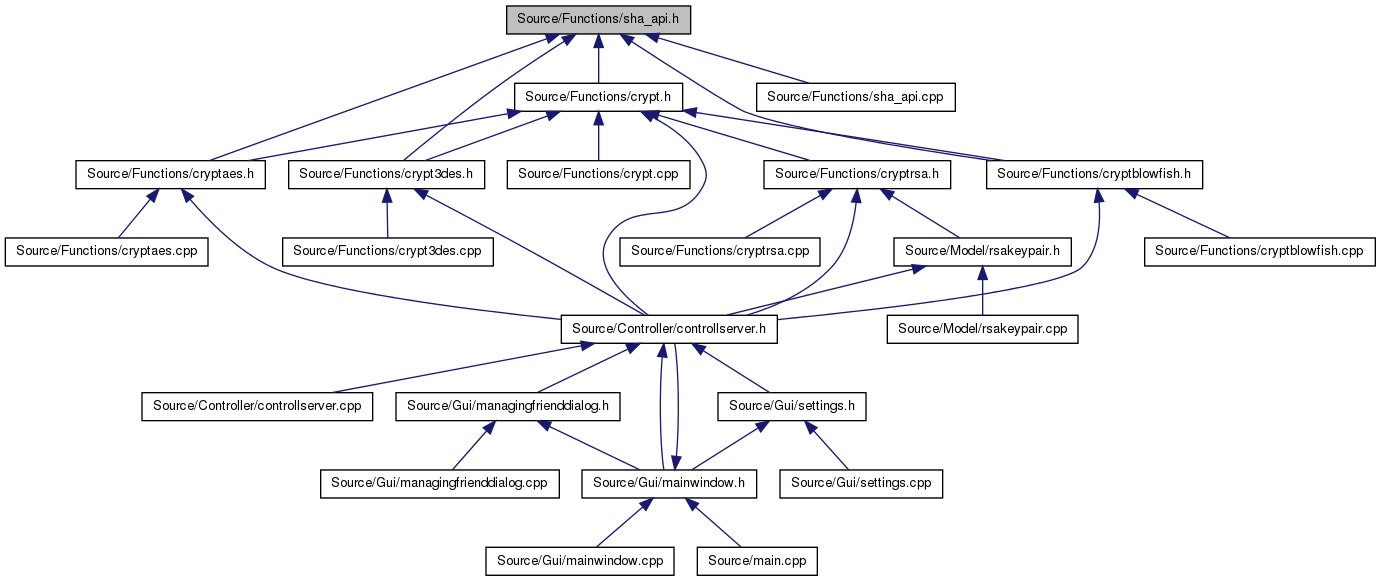 Source/Functions/sha_api.h
Source/Functions/crypt.h
Source/Functions/sha_api.cpp
Source/Functions/cryptaes.h
Source/Functions/crypt3des.h
Source/Functions/crypt.cpp
Source/Functions/cryptrsa.h
Source/Functions/cryptblowfish.h
Source/Functions/cryptaes.cpp
Source/Functions/crypt3des.cpp
Source/Functions/cryptrsa.cpp
Source/Model/rsakeypair.h
Source/Functions/cryptblowfish.cpp
Source/Controller/controllserver.h
Source/Model/rsakeypair.cpp
Source/Controller/controllserver.cpp
Source/Gui/managingfrienddialog.h
Source/Gui/settings.h
Source/Gui/managingfrienddialog.cpp
Source/Gui/mainwindow.h
Source/Gui/settings.cpp
Source/Gui/mainwindow.cpp
Source/main.cpp